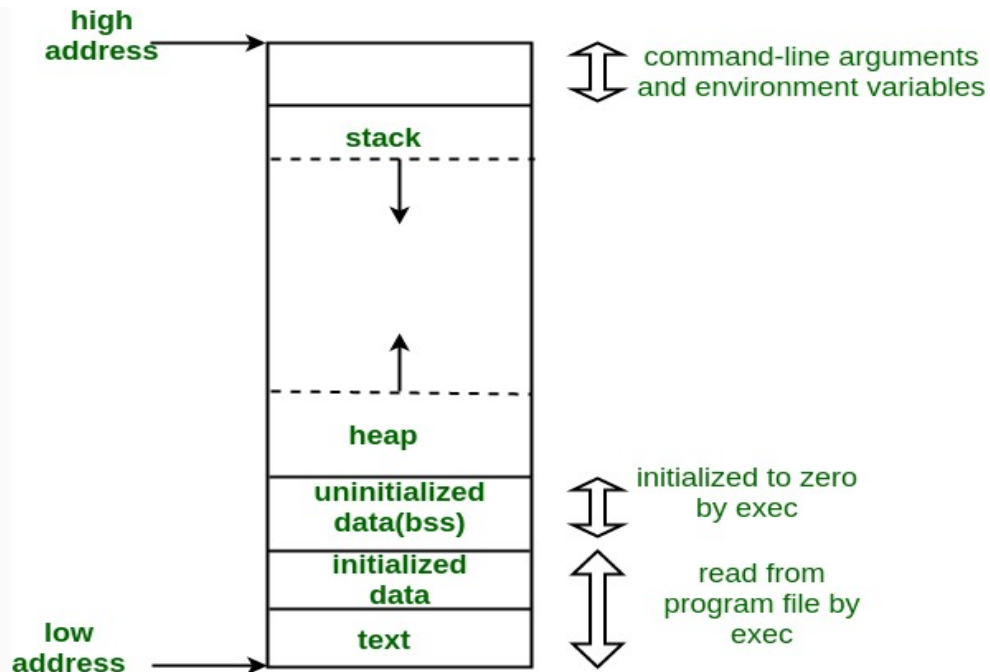 high
address
command-line arguments
and environment variables
stack
heap
uninitialized
data(bss)
initialized to zero
by exec
initialized
data
read from
program file by
exec
text
low
address